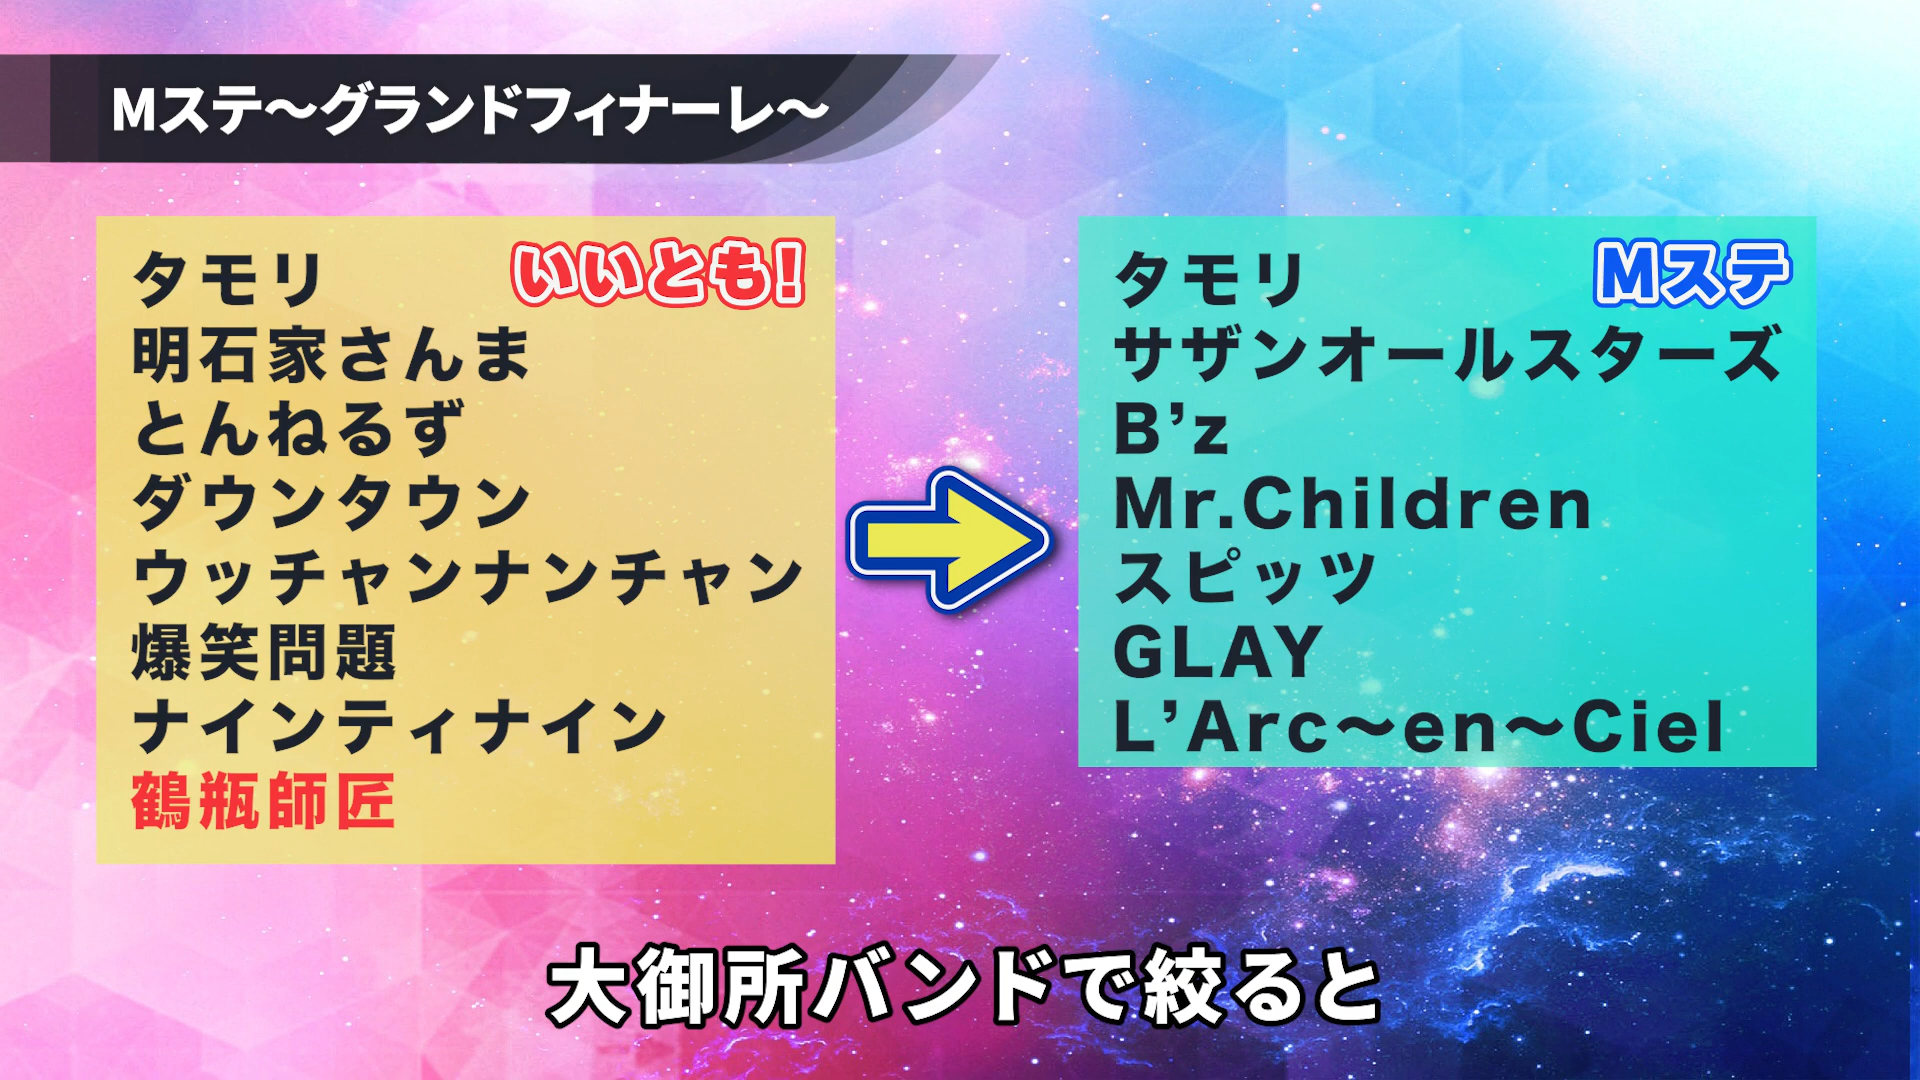 Mステ～グランドフィナーレ～
いいとも!
タモリ
明石家さんま
とんねるず
ダウンタウン
ウッチャンナンチャン
爆笑問題
ナインティナイン
鶴瓶師匠
Mステ
タモリ
サザンオールスターズ
B’z
Mr.Children
スピッツ
GLAY
L’Arc～en～Ciel
大御所バンドで絞ると